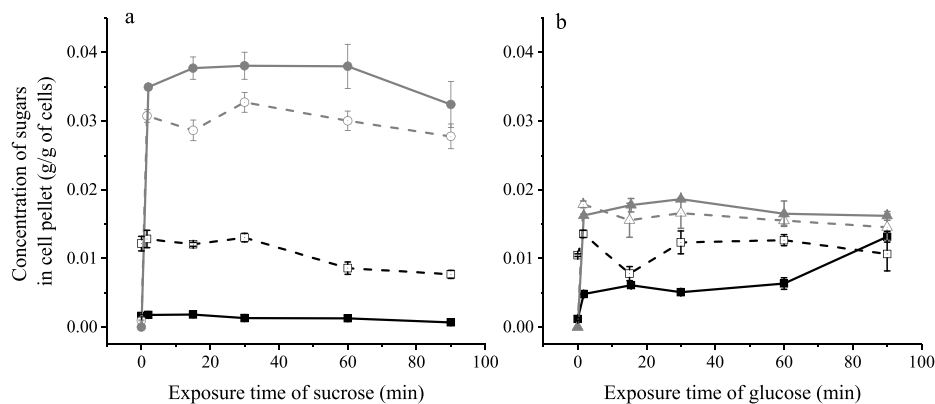 a
b
Concentration of sugars
in cell pellet (g/g of cells)
0.04
0.03
0.02
0.01
0.00
0.04
0.03
0.02
0.01
0.00
0 20 40 60 80 100
0 20 40 60 80 100
Exposure time of sucrose (min)
Exposure time of glucose (min)